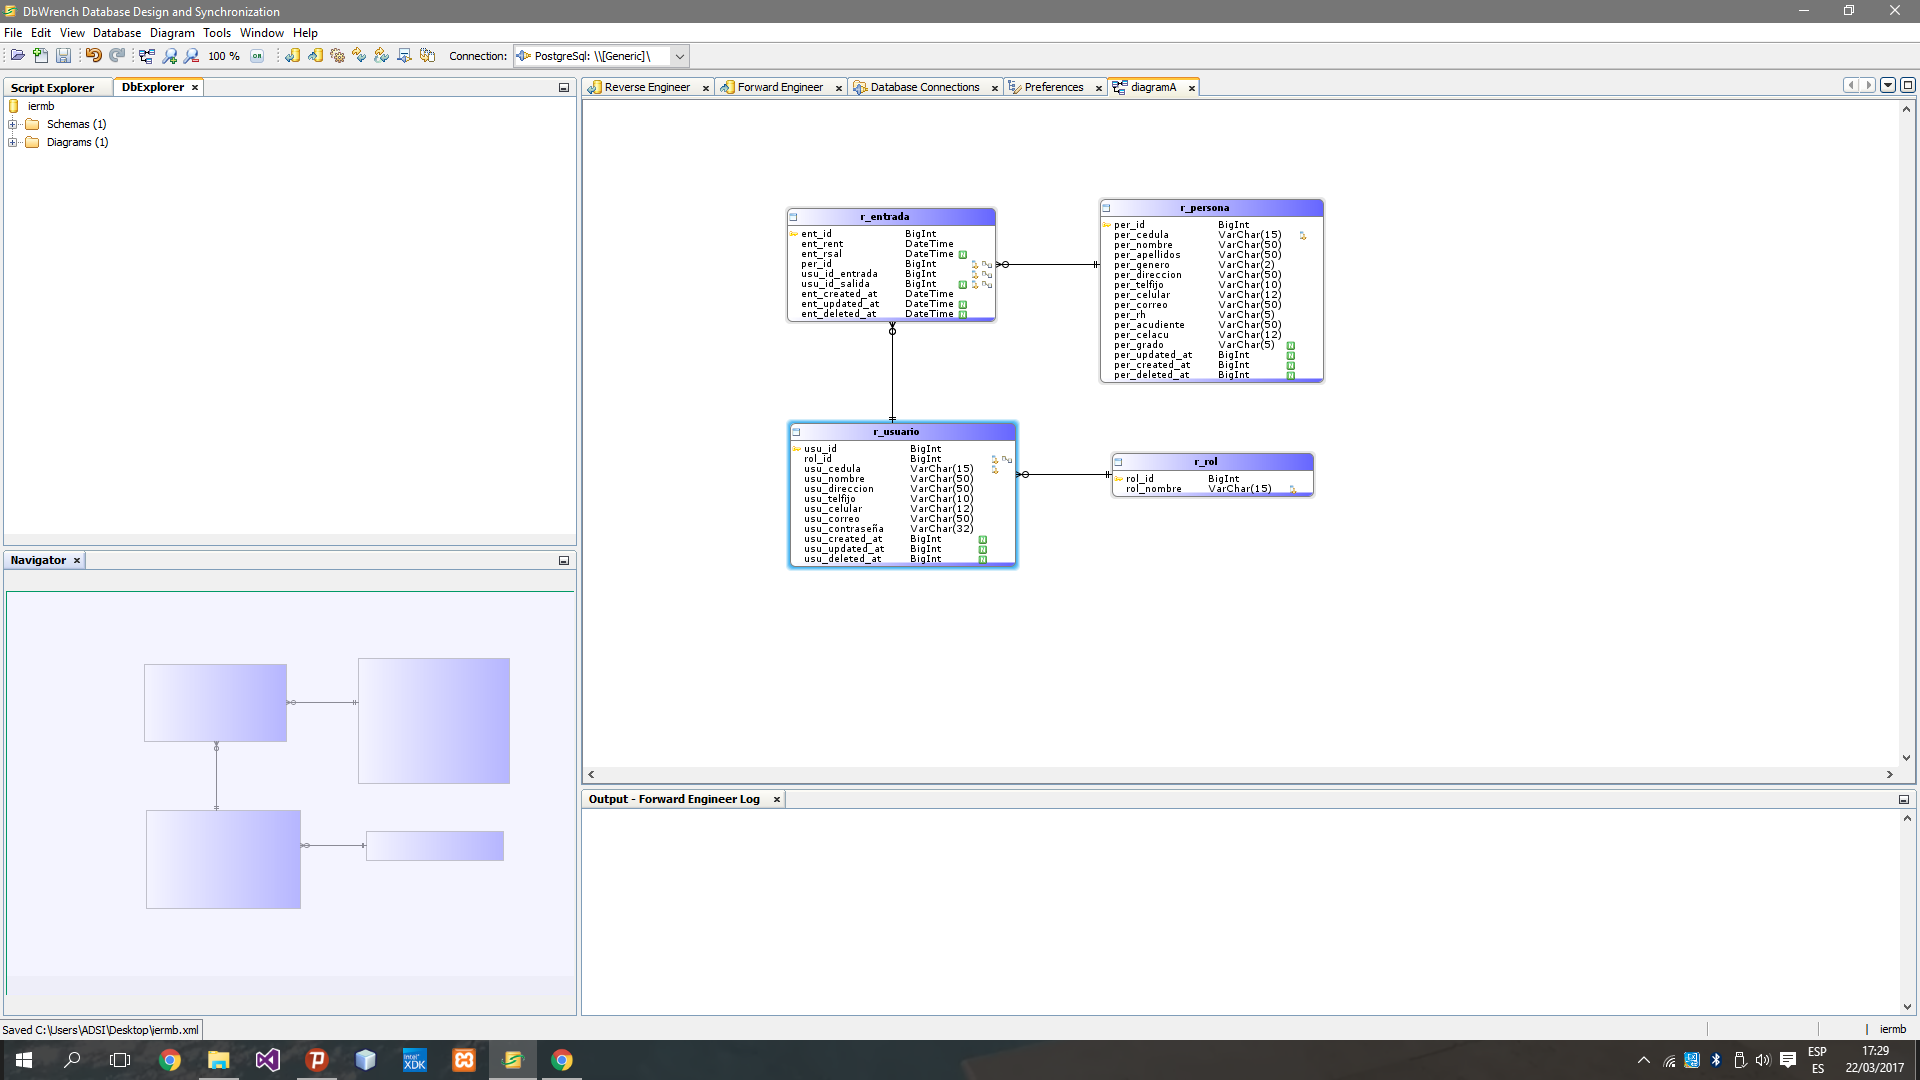 DbWrench Database Design and Synchronization
File Edit View Database Diagram Tools Window Help
100 % Connection: PostgreSql: \\[Generic]\
Script Explorer DbExplorer
iermb
Schemas (1)
Diagrams (1)
Reverse Engineer Forward Engineer Database Connections Preferences diagramA
r_entrada
ent_id BigInt
ent_rent DateTime
ent_rsal DateTime N
per_id BigInt
usu_id_entrada BigInt
usu_id_salida BigInt N
ent_created_at DateTime
ent_updated_at DateTime N
ent_deleted_at DateTime N
r_persona
per_id BigInt
per_cedula VarChar(15)
per_nombre VarChar(50)
per_apellidos VarChar(50)
per_genero VarChar(2)
per_direccion VarChar(50)
per_telfijo VarChar(10)
per_celular VarChar(12)
per_correo VarChar(50)
per_rh VarChar(5)
per_acudiente VarChar(50)
per_celacu VarChar(12)
per_grado VarChar(5) N
per_updated_at BigInt N
per_created_at BigInt N
per_deleted_at BigInt N
r_usuario
usu_id BigInt
rol_id BigInt
usu_cedula VarChar(15)
usu_nombre VarChar(50)
usu_direccion VarChar(50)
usu_telfijo VarChar(10)
usu_celular VarChar(12)
usu_correo VarChar(50)
usu_contraseña VarChar(32)
usu_created_at BigInt N
usu_updated_at BigInt N
usu_deleted_at BigInt N
r_rol
rol_id BigInt
rol_nombre VarChar(15)
Navigator
Output - Forward Engineer Log
Saved C:\Users\ADSI\Desktop\iermb.xml
iermb
intel XDK
ESP
ES
17:29
22/03/2017